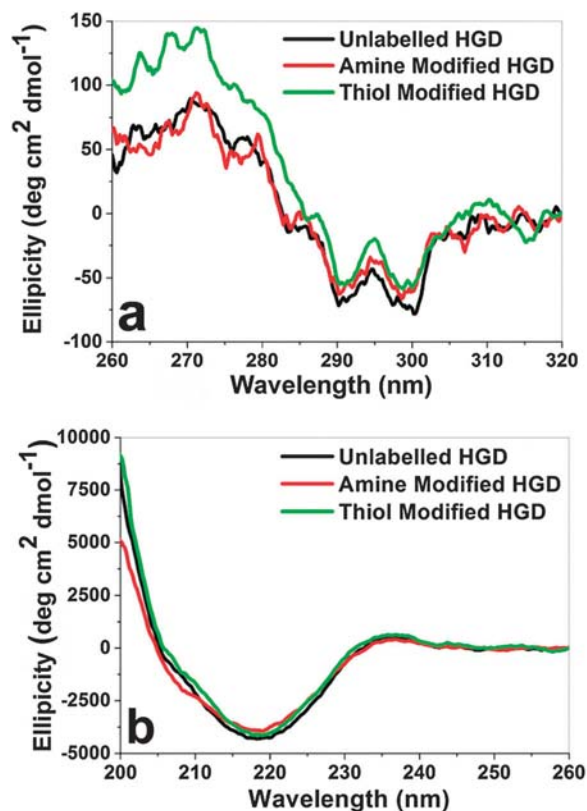 150
100
50
0
-50
-100
Ellipicity (deg cm² dmol⁻¹)
Unlabelled HGD
Amine Modified HGD
Thiol Modified HGD
a
260 270 280 290 300 310 320
Wavelength (nm)
10000
7500
5000
2500
0
-2500
-5000
Ellipicity (deg cm² dmol⁻¹)
Unlabelled HGD
Amine Modified HGD
Thiol Modified HGD
b
200 210 220 230 240 250 260
Wavelength (nm)